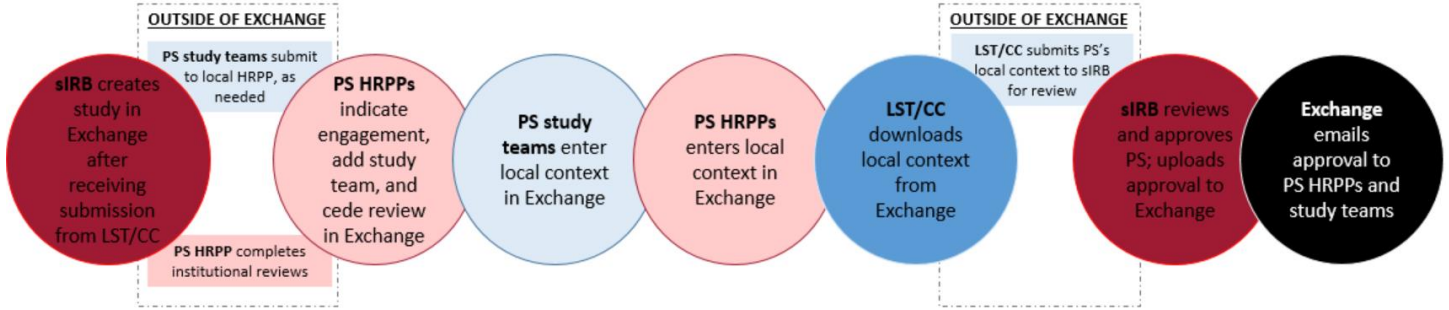 sIRB creates
study in
Exchange
after
receiving
submission
from LST/CC
OUTSIDE OF EXCHANGE
PS study teams submit
to local HRPP, as
needed
PS HRPP completes
institutional reviews
PS HRPPs
indicate
engagement,
add study
team, and
cede review
in Exchange
PS study
teams enter
local context
in Exchange
PS HRPPs
enters local
context in
Exchange
LST/CC
downloads
local context
from
Exchange
OUTSIDE OF EXCHANGE
LST/CC submits PS's
local context to sIRB
for review
sIRB reviews
and approves
PS; uploads
approval to
Exchange
Exchange
emails
approval to
PS HRPPs and
study teams